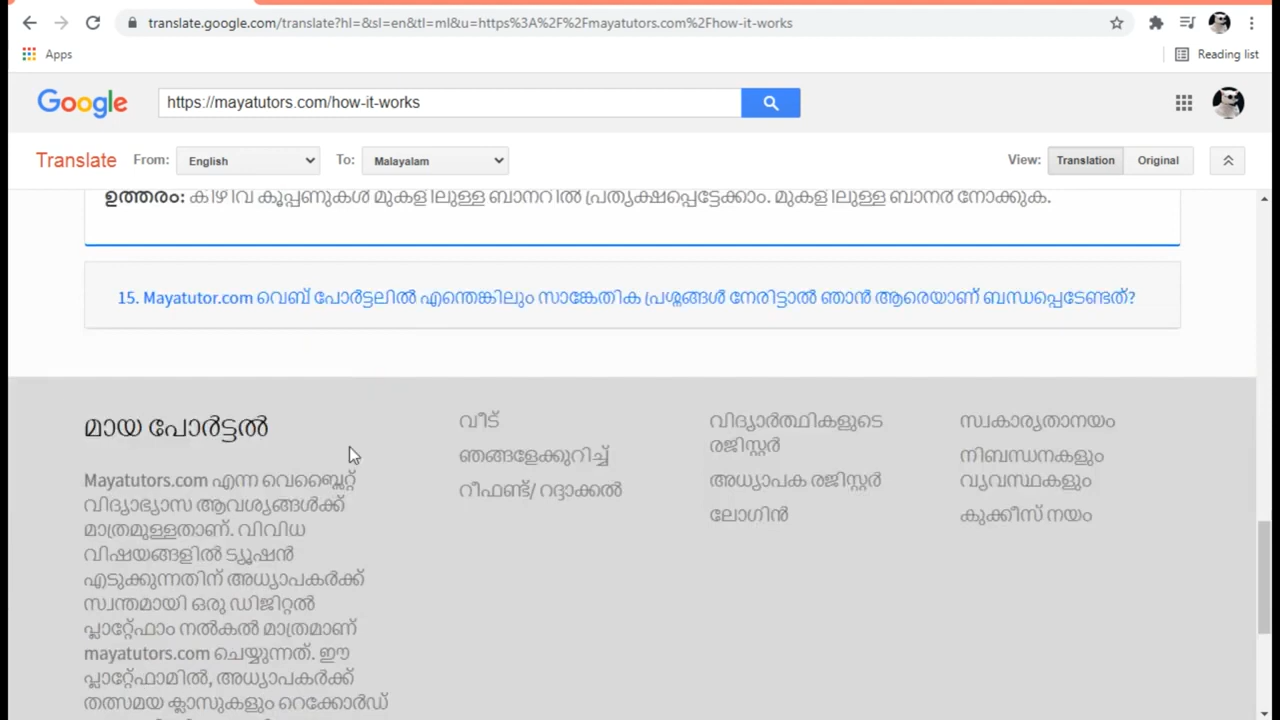 translate.google.com/translate?hl=&sl=en&tl=ml&u=https%3A%2F%2Fmayatutors.com%2Fhow-it-works
Apps
Reading list
Google
https://mayatutors.com/how-it-works
Translate From: English To: Malayalam View: Translation Original
ഉത്തരം: കിഴിവ് കൂപ്പണുകൾ മുകളിലുള്ള ബാനറിൽ പ്രത്യക്ഷപ്പെട്ടേക്കാം. മുകളിലുള്ള ബാനർ നോക്കുക.
15. Mayatutor.com വെബ് പോർട്ടലിൽ എന്തെങ്കിലും സാങ്കേതിക പ്രശ്നങ്ങൾ നേരിട്ടാൽ ഞാൻ ആരെയാണ് ബന്ധപ്പെടേണ്ടത്?
മായ പോർട്ടൽ
Mayatutors.com എന്ന വെബ്സൈറ്റ്
വിദ്യാഭ്യാസ ആവശ്യങ്ങൾക്ക്
മാത്രമുള്ളതാണ്. വിവിധ
വിഷയങ്ങളിൽ ട്യൂഷൻ
എടുക്കുന്നതിന് അധ്യാപകർക്ക്
സ്വന്തമായി ഒരു ഡിജിറ്റൽ
പ്ലാറ്റ്ഫോം നൽകൽ മാത്രമാണ്
mayatutors.com ചെയ്യുന്നത്. ഈ
പ്ലാറ്റ്ഫോമിൽ, അധ്യാപകർക്ക്
തത്സമയ ക്ലാസുകളും റെക്കോർഡ്
വീട്
ഞങ്ങളേക്കുറിച്ച്
റീഫണ്ട്/ റദ്ദാക്കൽ
വിദ്യാർത്ഥികളുടെ
രജിസ്റ്റർ
അധ്യാപക രജിസ്റ്റർ
ലോഗിൻ
സ്വകാര്യതാനയം
നിബന്ധനകളും
വ്യവസ്ഥകളും
കുക്കീസ് നയം